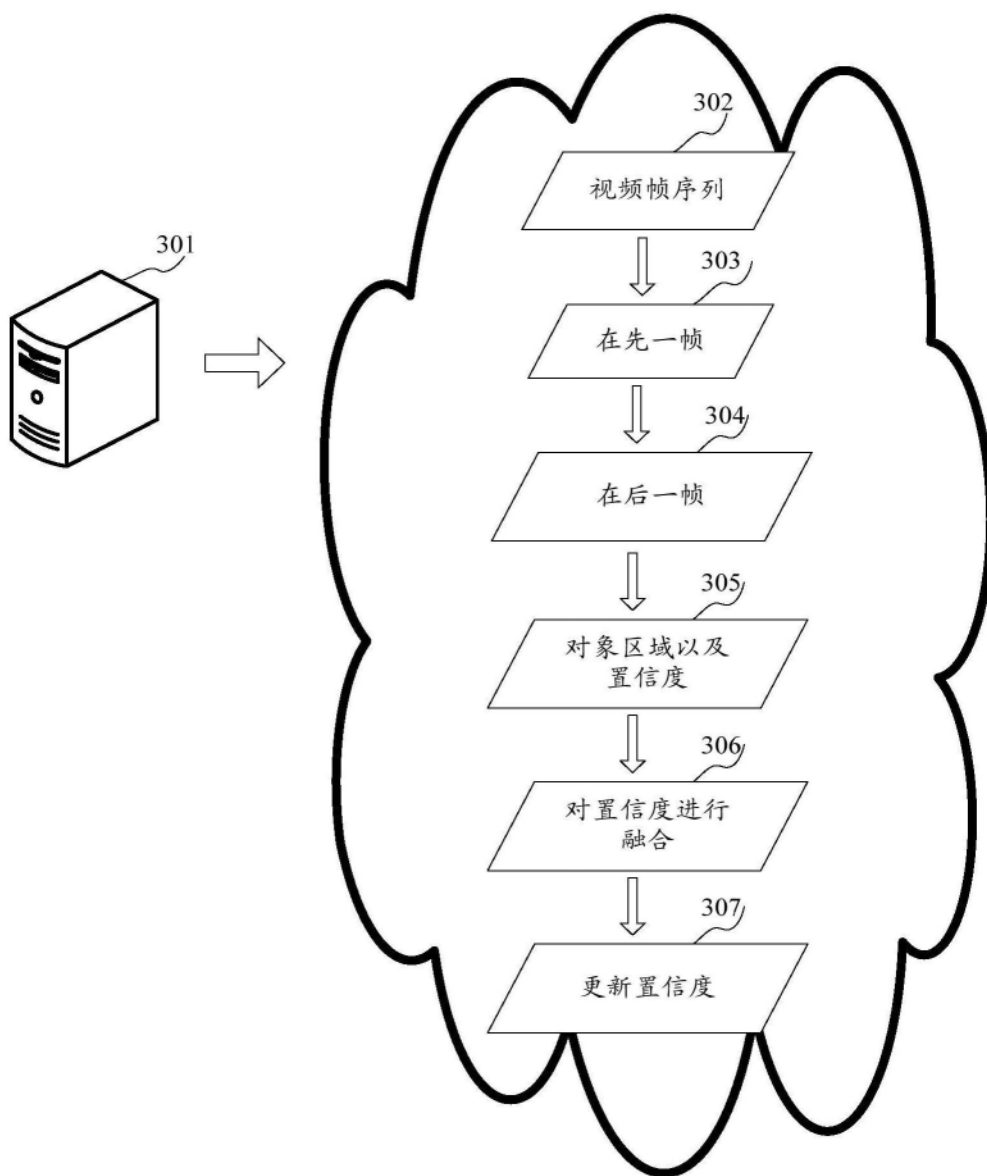 302
视频帧序列
301
303
在先一帧
304
在后一帧
305
对象区域以及
置信度
306
对置信度进行
融合
307
更新置信度